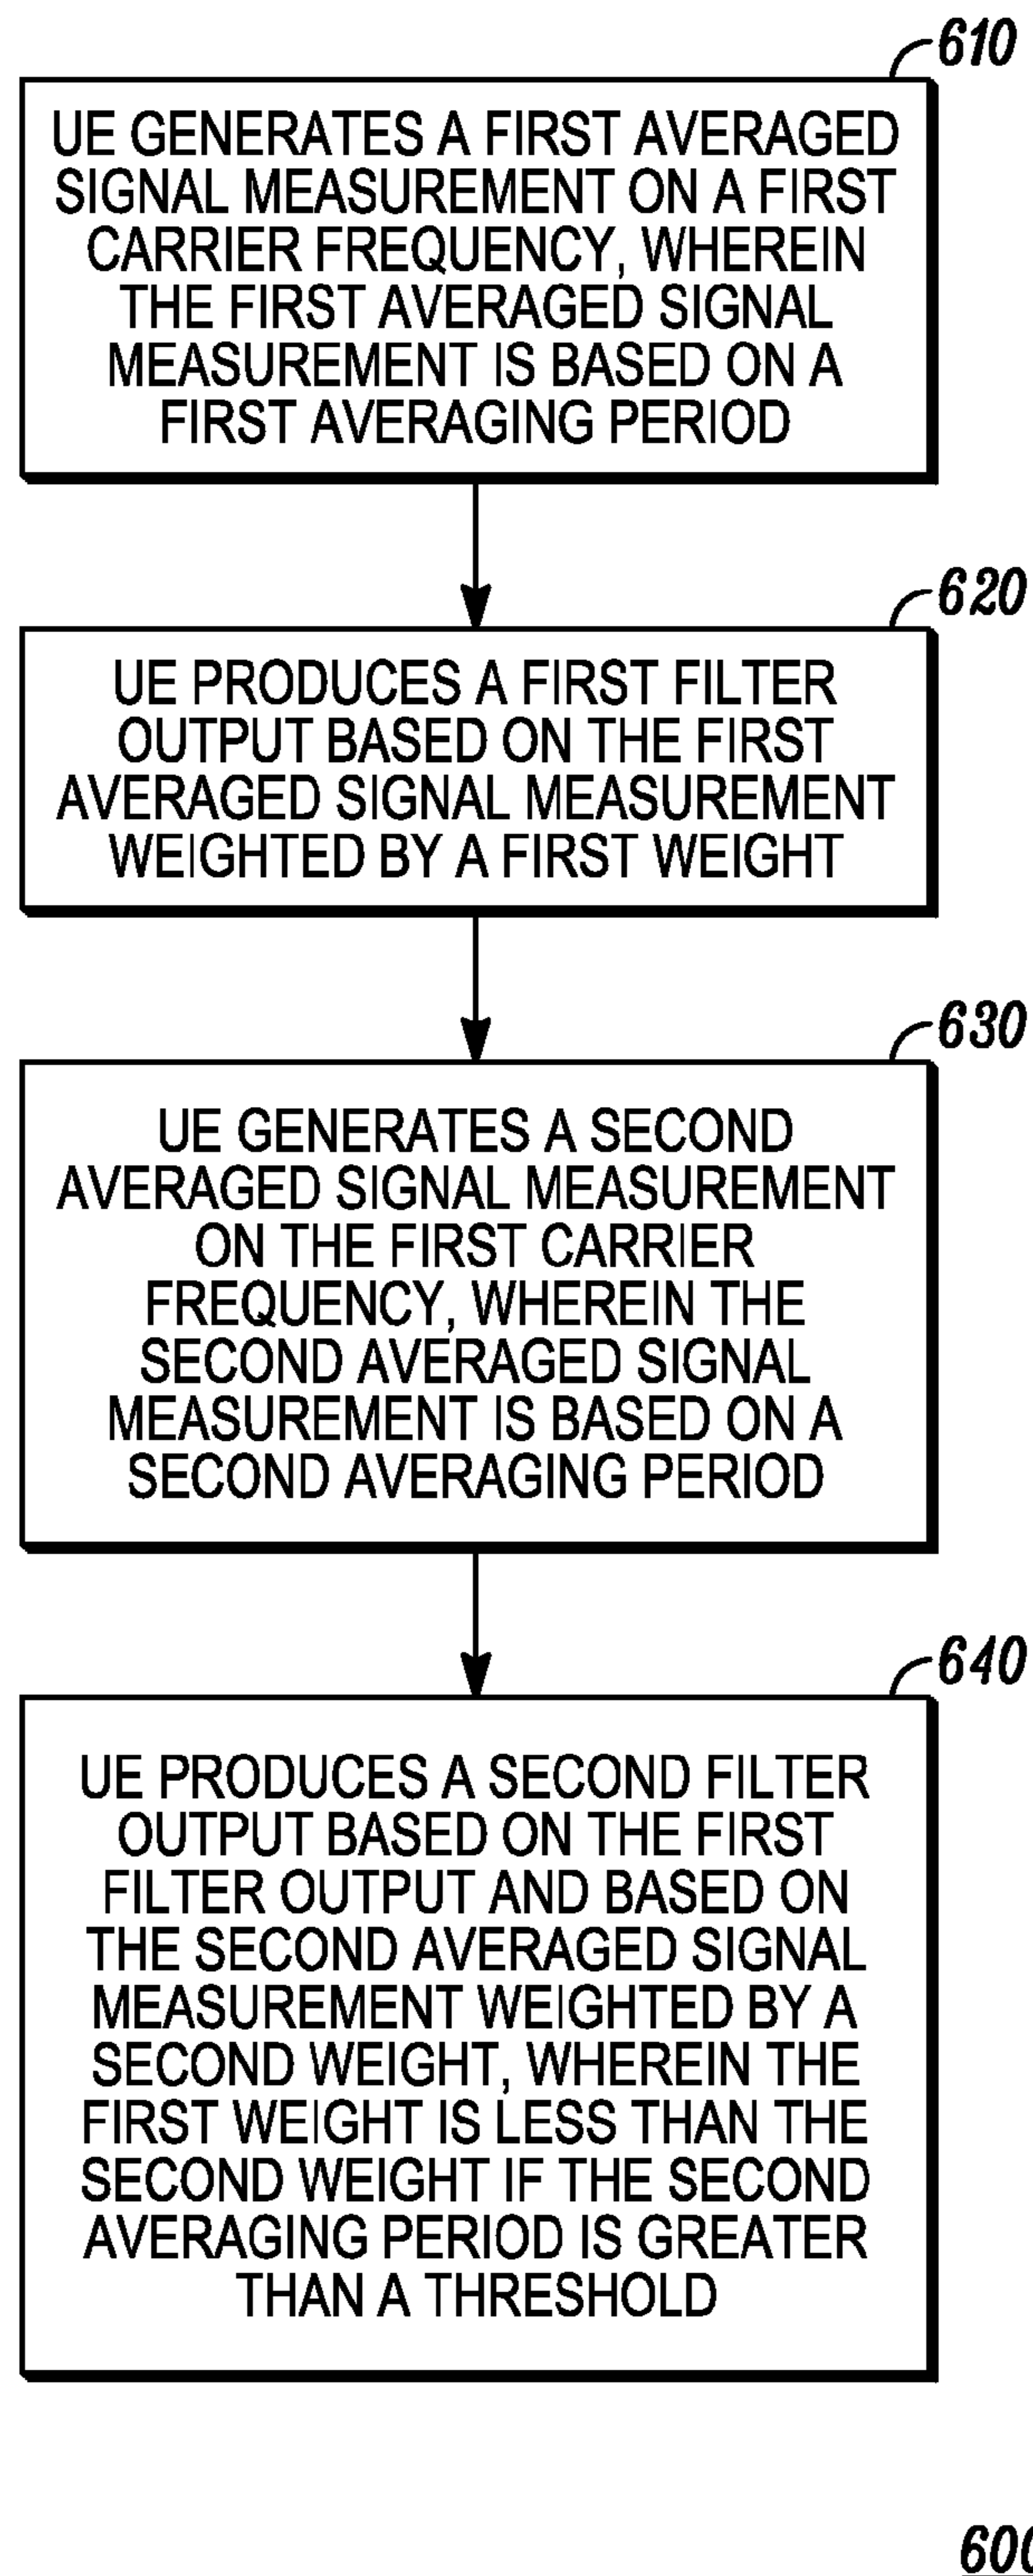 610
UE GENERATES A FIRST AVERAGED
SIGNAL MEASUREMENT ON A FIRST
CARRIER FREQUENCY, WHEREIN
THE FIRST AVERAGED SIGNAL
MEASUREMENT IS BASED ON A
FIRST AVERAGING PERIOD
620
UE PRODUCES A FIRST FILTER
OUTPUT BASED ON THE FIRST
AVERAGED SIGNAL MEASUREMENT
WEIGHTED BY A FIRST WEIGHT
630
UE GENERATES A SECOND
AVERAGED SIGNAL MEASUREMENT
ON THE FIRST CARRIER
FREQUENCY, WHEREIN THE
SECOND AVERAGED SIGNAL
MEASUREMENT IS BASED ON A
SECOND AVERAGING PERIOD
640
UE PRODUCES A SECOND FILTER
OUTPUT BASED ON THE FIRST
FILTER OUTPUT AND BASED ON
THE SECOND AVERAGED SIGNAL
MEASUREMENT WEIGHTED BY A
SECOND WEIGHT, WHEREIN THE
FIRST WEIGHT IS LESS THAN THE
SECOND WEIGHT IF THE SECOND
AVERAGING PERIOD IS GREATER
THAN A THRESHOLD
600